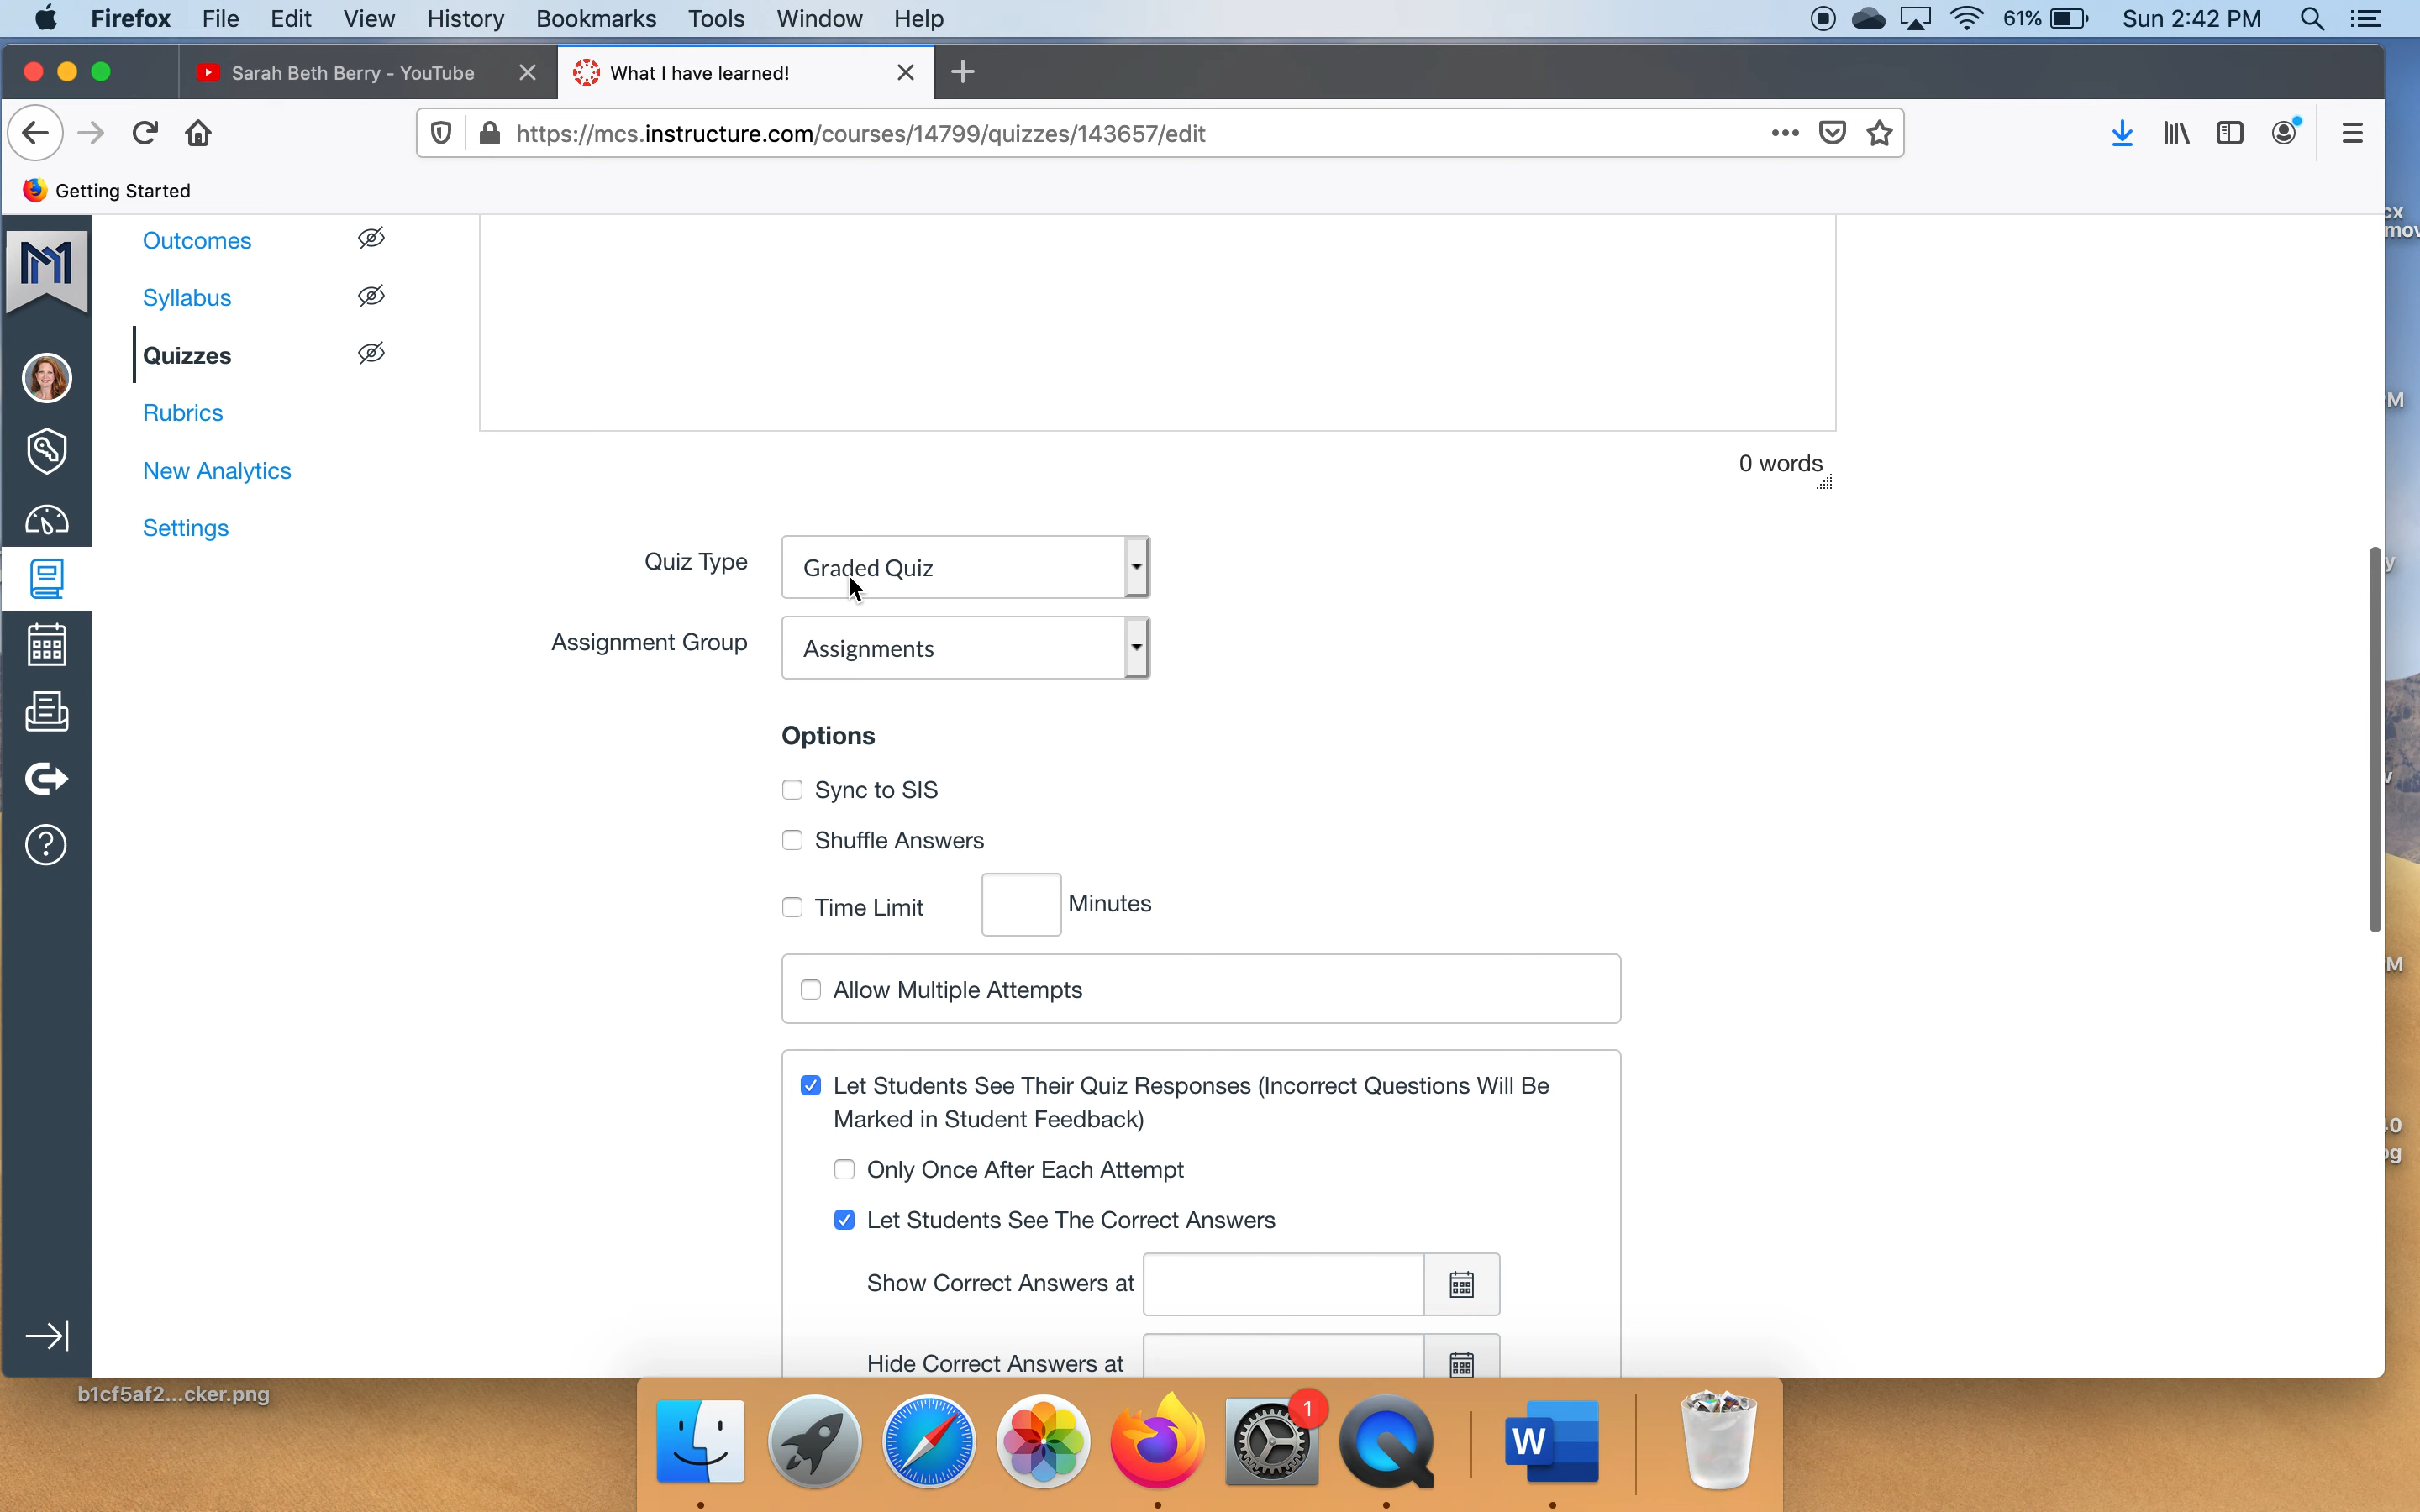 Firefox File Edit View History Bookmarks Tools Window Help 61% Sun 2:42 PM
Sarah Beth Berry - YouTube What I have learned!
https://mcs.instructure.com/courses/14799/quizzes/143657/edit
Getting Started
Outcomes
Syllabus
Quizzes
Rubrics
New Analytics
Settings
0 words
Quiz Type Graded Quiz
Assignment Group Assignments
Options
Sync to SIS
Shuffle Answers
Time Limit Minutes
Allow Multiple Attempts
Let Students See Their Quiz Responses (Incorrect Questions Will Be
Marked in Student Feedback)
Only Once After Each Attempt
Let Students See The Correct Answers
Show Correct Answers at
Hide Correct Answers at
b1cf5af2...cker.png
1
W